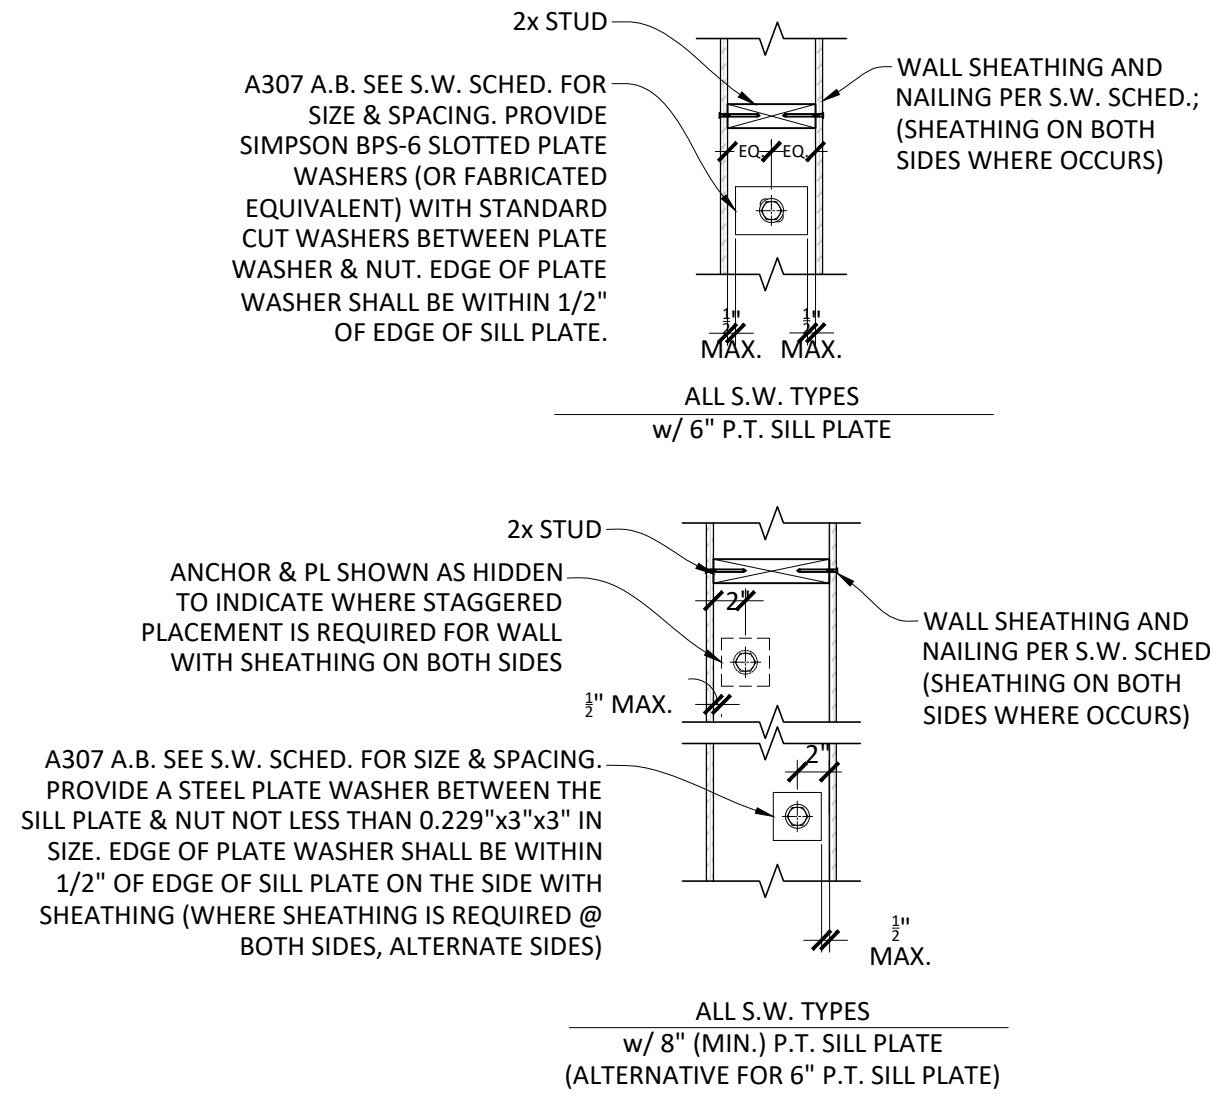 2x STUD
A307 A.B. SEE S.W. SCHED. FOR
SIZE & SPACING. PROVIDE
SIMPSON BPS-6 SLOTTED PLATE
WASHERS (OR FABRICATED
EQUIVALENT) WITH STANDARD
CUT WASHERS BETWEEN PLATE
WASHER & NUT. EDGE OF PLATE
WASHER SHALL BE WITHIN 1/2"
OF EDGE OF SILL PLATE.
WALL SHEATHING AND
NAILING PER S.W. SCHED.;
(SHEATHING ON BOTH
SIDES WHERE OCCURS)
EQ. EQ.
1/2" 1/2"
MAX. MAX.
ALL S.W. TYPES
w/ 6" P.T. SILL PLATE
2x STUD
ANCHOR & PL SHOWN AS HIDDEN
TO INDICATE WHERE STAGGERED
PLACEMENT IS REQUIRED FOR WALL
WITH SHEATHING ON BOTH SIDES
2"
1/2" MAX.
WALL SHEATHING AND
NAILING PER S.W. SCHED
(SHEATHING ON BOTH
SIDES WHERE OCCURS)
A307 A.B. SEE S.W. SCHED. FOR SIZE & SPACING.
PROVIDE A STEEL PLATE WASHER BETWEEN THE
SILL PLATE & NUT NOT LESS THAN 0.229"x3"x3" IN
SIZE. EDGE OF PLATE WASHER SHALL BE WITHIN
1/2" OF EDGE OF SILL PLATE ON THE SIDE WITH
SHEATHING (WHERE SHEATHING IS REQUIRED @
BOTH SIDES, ALTERNATE SIDES)
2"
1/2"
MAX.
ALL S.W. TYPES
w/ 8" (MIN.) P.T. SILL PLATE
(ALTERNATIVE FOR 6" P.T. SILL PLATE)